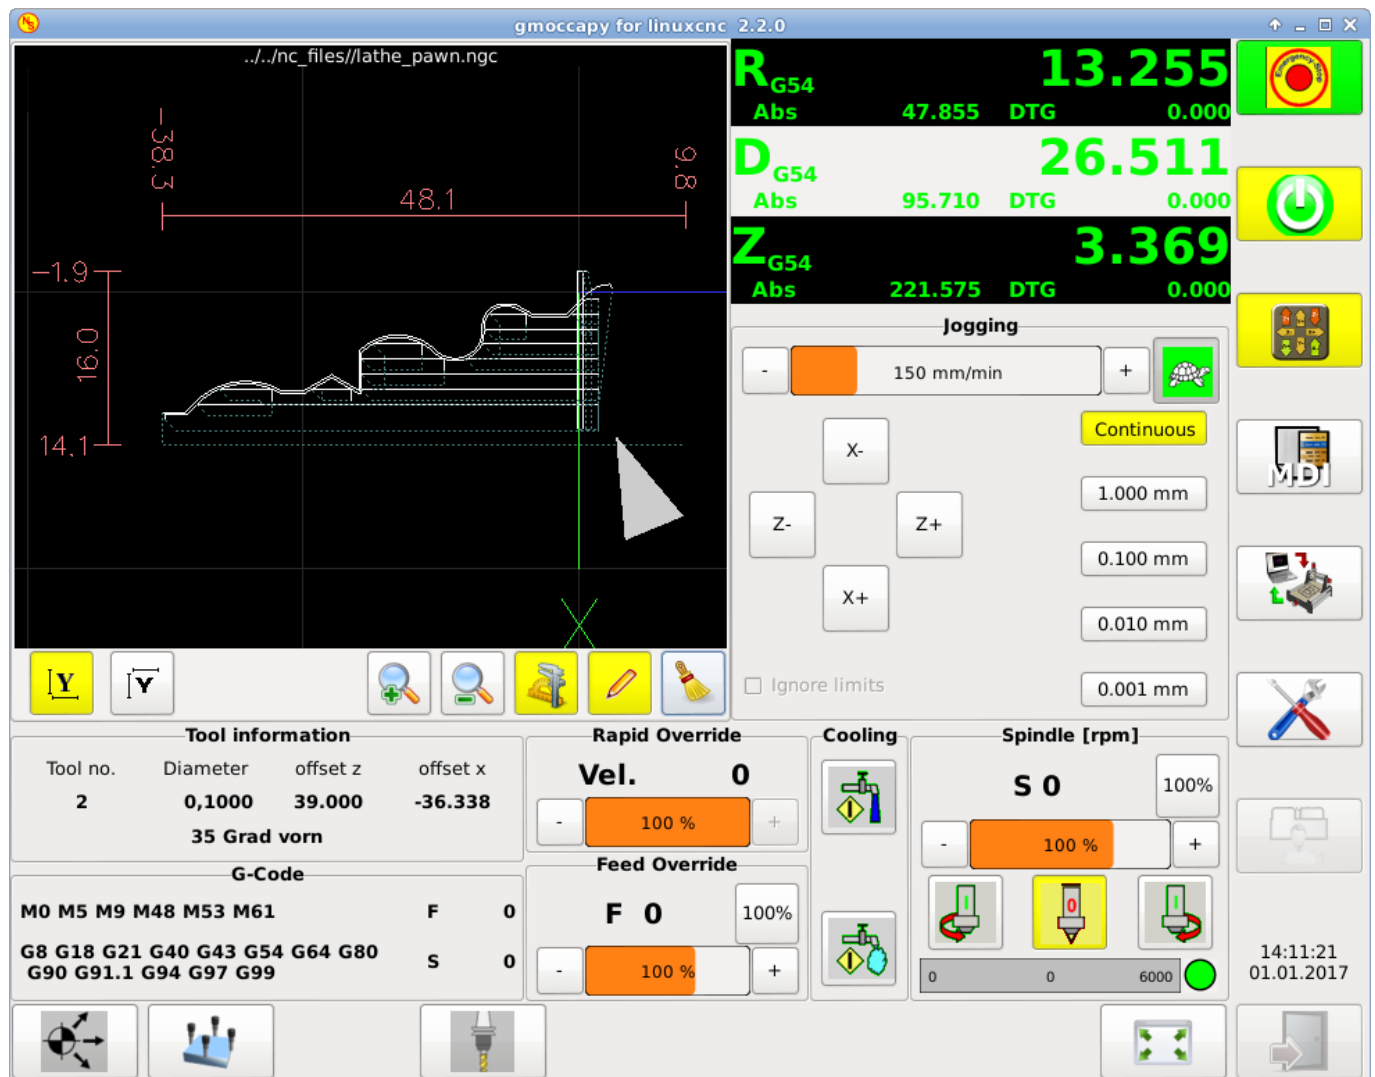 gmoccapy for linuxcnc 2.2.0
../../nc_files//lathe_pawn.ngc
-38.3
9.8
48.1
-1.9
16.0
14.1
X
Y
Y
R G54 13.255
Abs 47.855 DTG 0.000
D G54 26.511
Abs 95.710 DTG 0.000
Z G54 3.369
Abs 221.575 DTG 0.000
Jogging
- 150 mm/min +
Continuous
X-
1.000 mm
Z- Z+
0.100 mm
X+
0.010 mm
Ignore limits
0.001 mm
Emergency-Stop
MDI
Tool information
Tool no. Diameter offset z offset x
2 0,1000 39.000 -36.338
35 Grad vorn
G-Code
M0 M5 M9 M48 M53 M61 F 0
G8 G18 G21 G40 G43 G54 G64 G80
G90 G91.1 G94 G97 G99
S 0
Rapid Override
Vel. 0
- 100 % +
Feed Override
F 0 100%
- 100 % +
Cooling
Spindle [rpm]
S 0 100%
- 100 % +
I 0 I
0 0 6000
14:11:21
01.01.2017